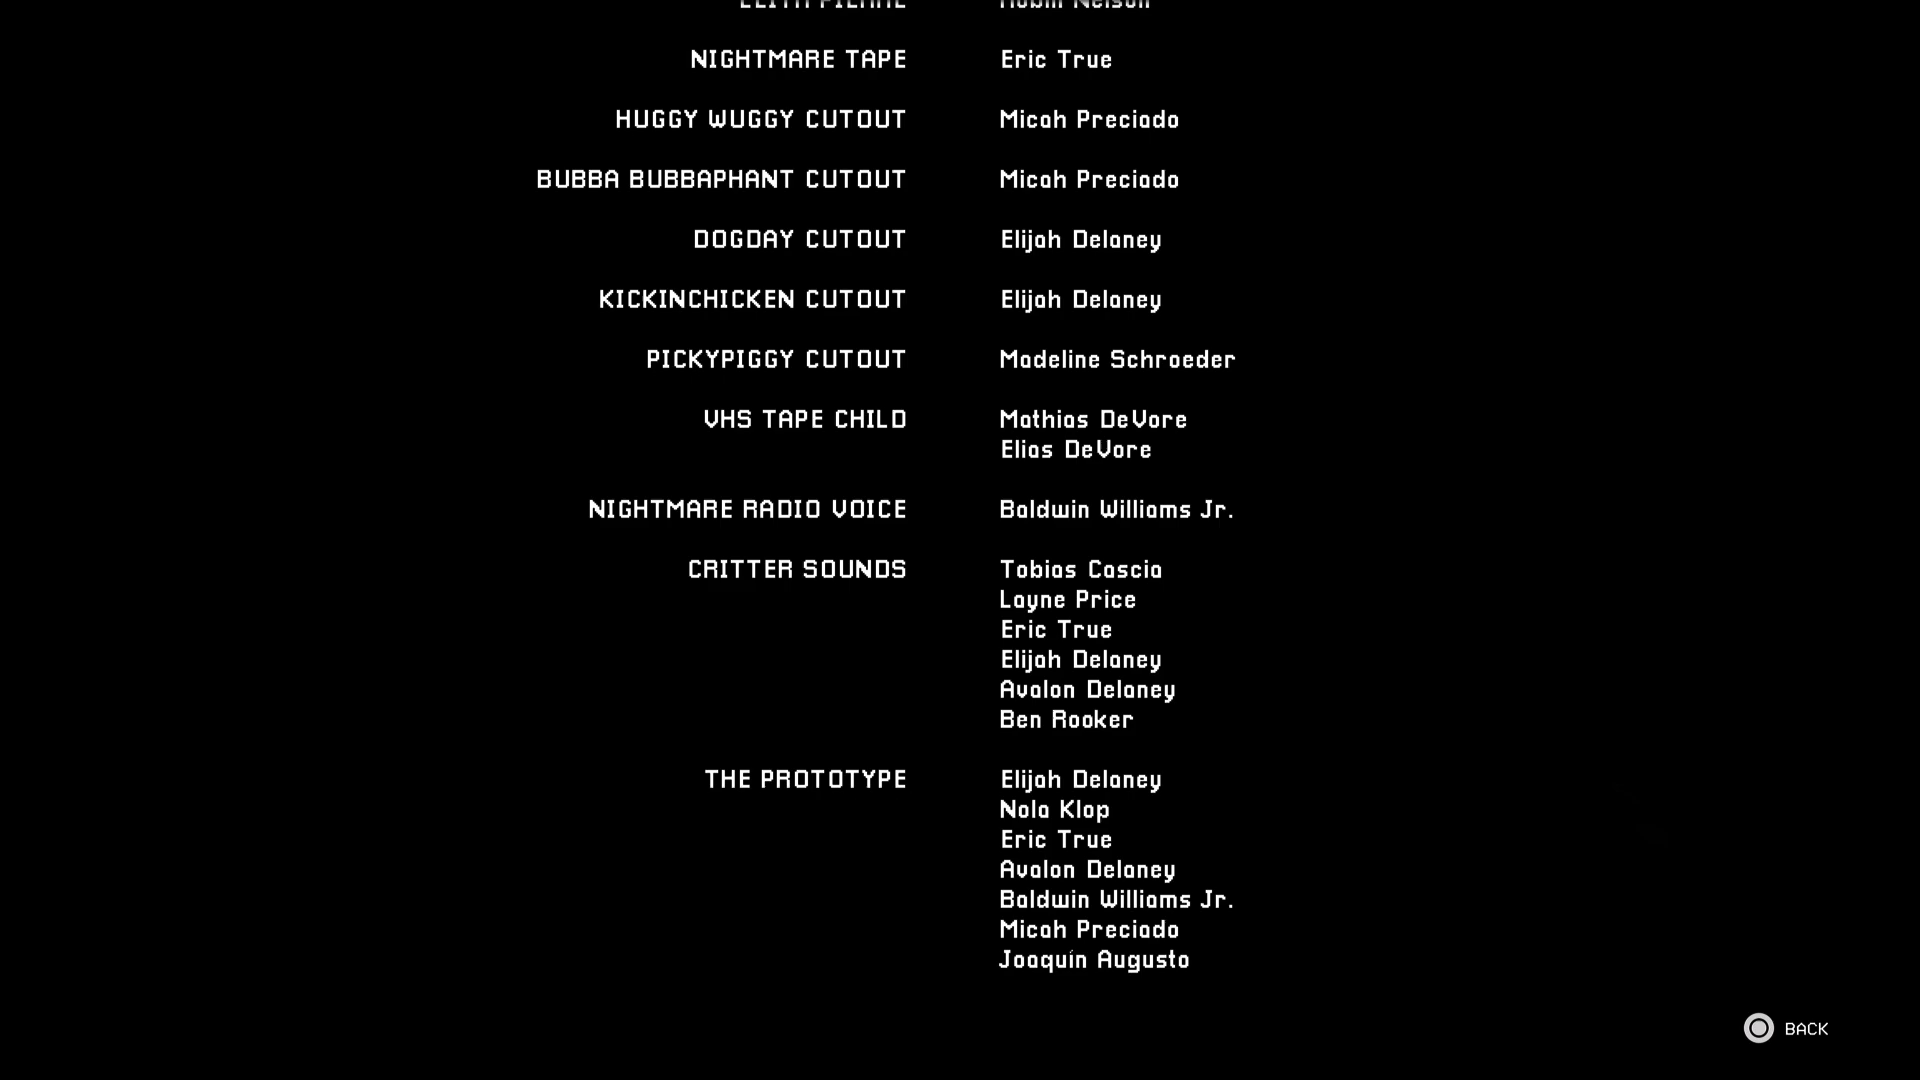 NIGHTMARE TAPE Eric True
HUGGY WUGGY CUTOUT Micah Preciado
BUBBA BUBBAPHANT CUTOUT Micah Preciado
DOGDAY CUTOUT Elijah Delaney
KICKINCHICKEN CUTOUT Elijah Delaney
PICKYPIGGY CUTOUT Madeline Schroeder
VHS TAPE CHILD Mathias DeVore
Elias DeVore
NIGHTMARE RADIO VOICE Baldwin Williams Jr.
CRITTER SOUNDS Tobias Cascia
Layne Price
Eric True
Elijah Delaney
Avalon Delaney
Ben Rooker
THE PROTOTYPE Elijah Delaney
Nola Klop
Eric True
Avalon Delaney
Baldwin Williams Jr.
Micah Preciado
Joaquín Augusto
BACK